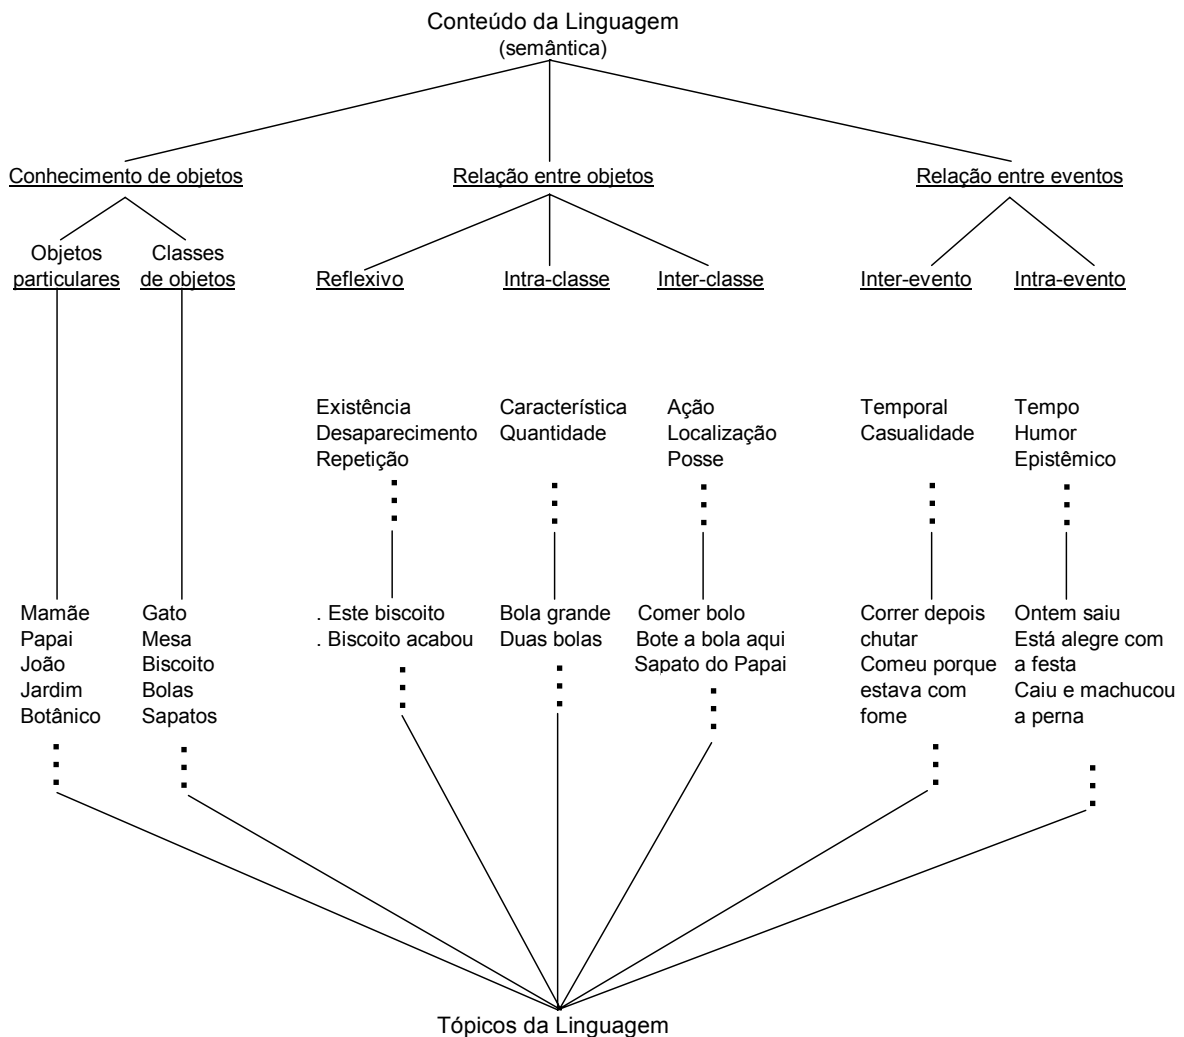 Conteúdo da Linguagem
(semântica)
Conhecimento de objetos
Relação entre objetos
Relação entre eventos
Objetos
particulares
Classes
de objetos
Reflexivo
Intra-classe
Inter-classe
Inter-evento
Intra-evento
Existência
Desaparecimento
Repetição
Característica
Quantidade
Ação
Localização
Posse
Temporal
Casualidade
Tempo
Humor
Epistêmico
Mamãe
Papai
João
Jardim
Botânico
Gato
Mesa
Biscoito
Bolas
Sapatos
. Este biscoito
. Biscoito acabou
Bola grande
Duas bolas
Comer bolo
Bote a bola aqui
Sapato do Papai
Correr depois
chutar
Comeu porque
estava com
fome
Ontem saiu
Está alegre com
a festa
Caiu e machucou
a perna
Tópicos da Linguagem